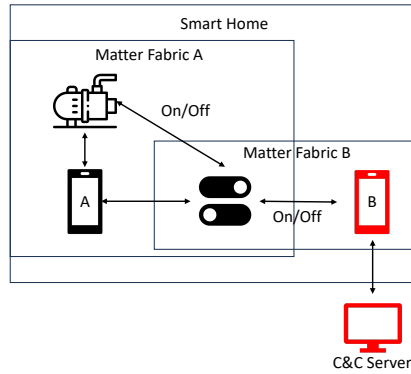 Smart Home
Matter Fabric A
On/Off
Matter Fabric B
A
B
On/Off
C&C Server